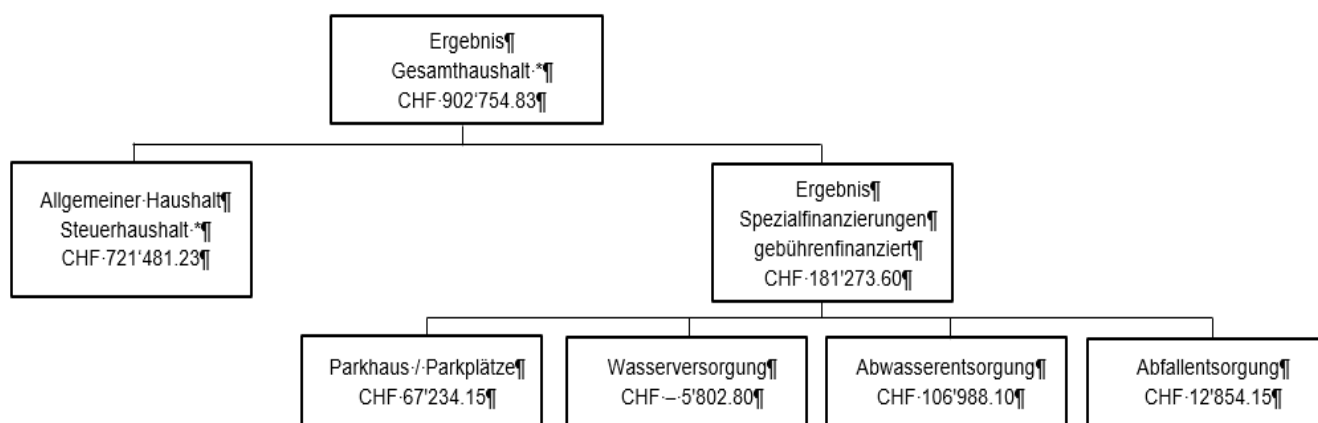 Ergebnis¶
Gesamthaushalt·*¶
CHF·902‘754.83¶
Allgemeiner·Haushalt¶
Steuerhaushalt·*¶
CHF·721‘481.23¶
Ergebnis¶
Spezialfinanzierungen¶
gebührenfinanziert¶
CHF·181'273.60¶
Parkhaus·/·Parkplätze¶
CHF·67'234.15¶
Wasserversorgung¶
CHF·–·5'802.80¶
Abwasserentsorgung¶
CHF·106'988.10¶
Abfallentsorgung¶
CHF·12'854.15¶